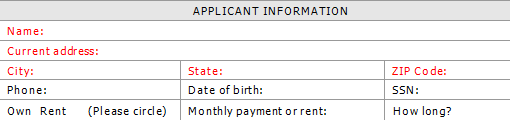 APPLICANT INFORMATION
Name:
Current address:
City: State: ZIP Code:
Phone: Date of birth: SSN:
Own Rent (Please circle) Monthly payment or rent: How long?